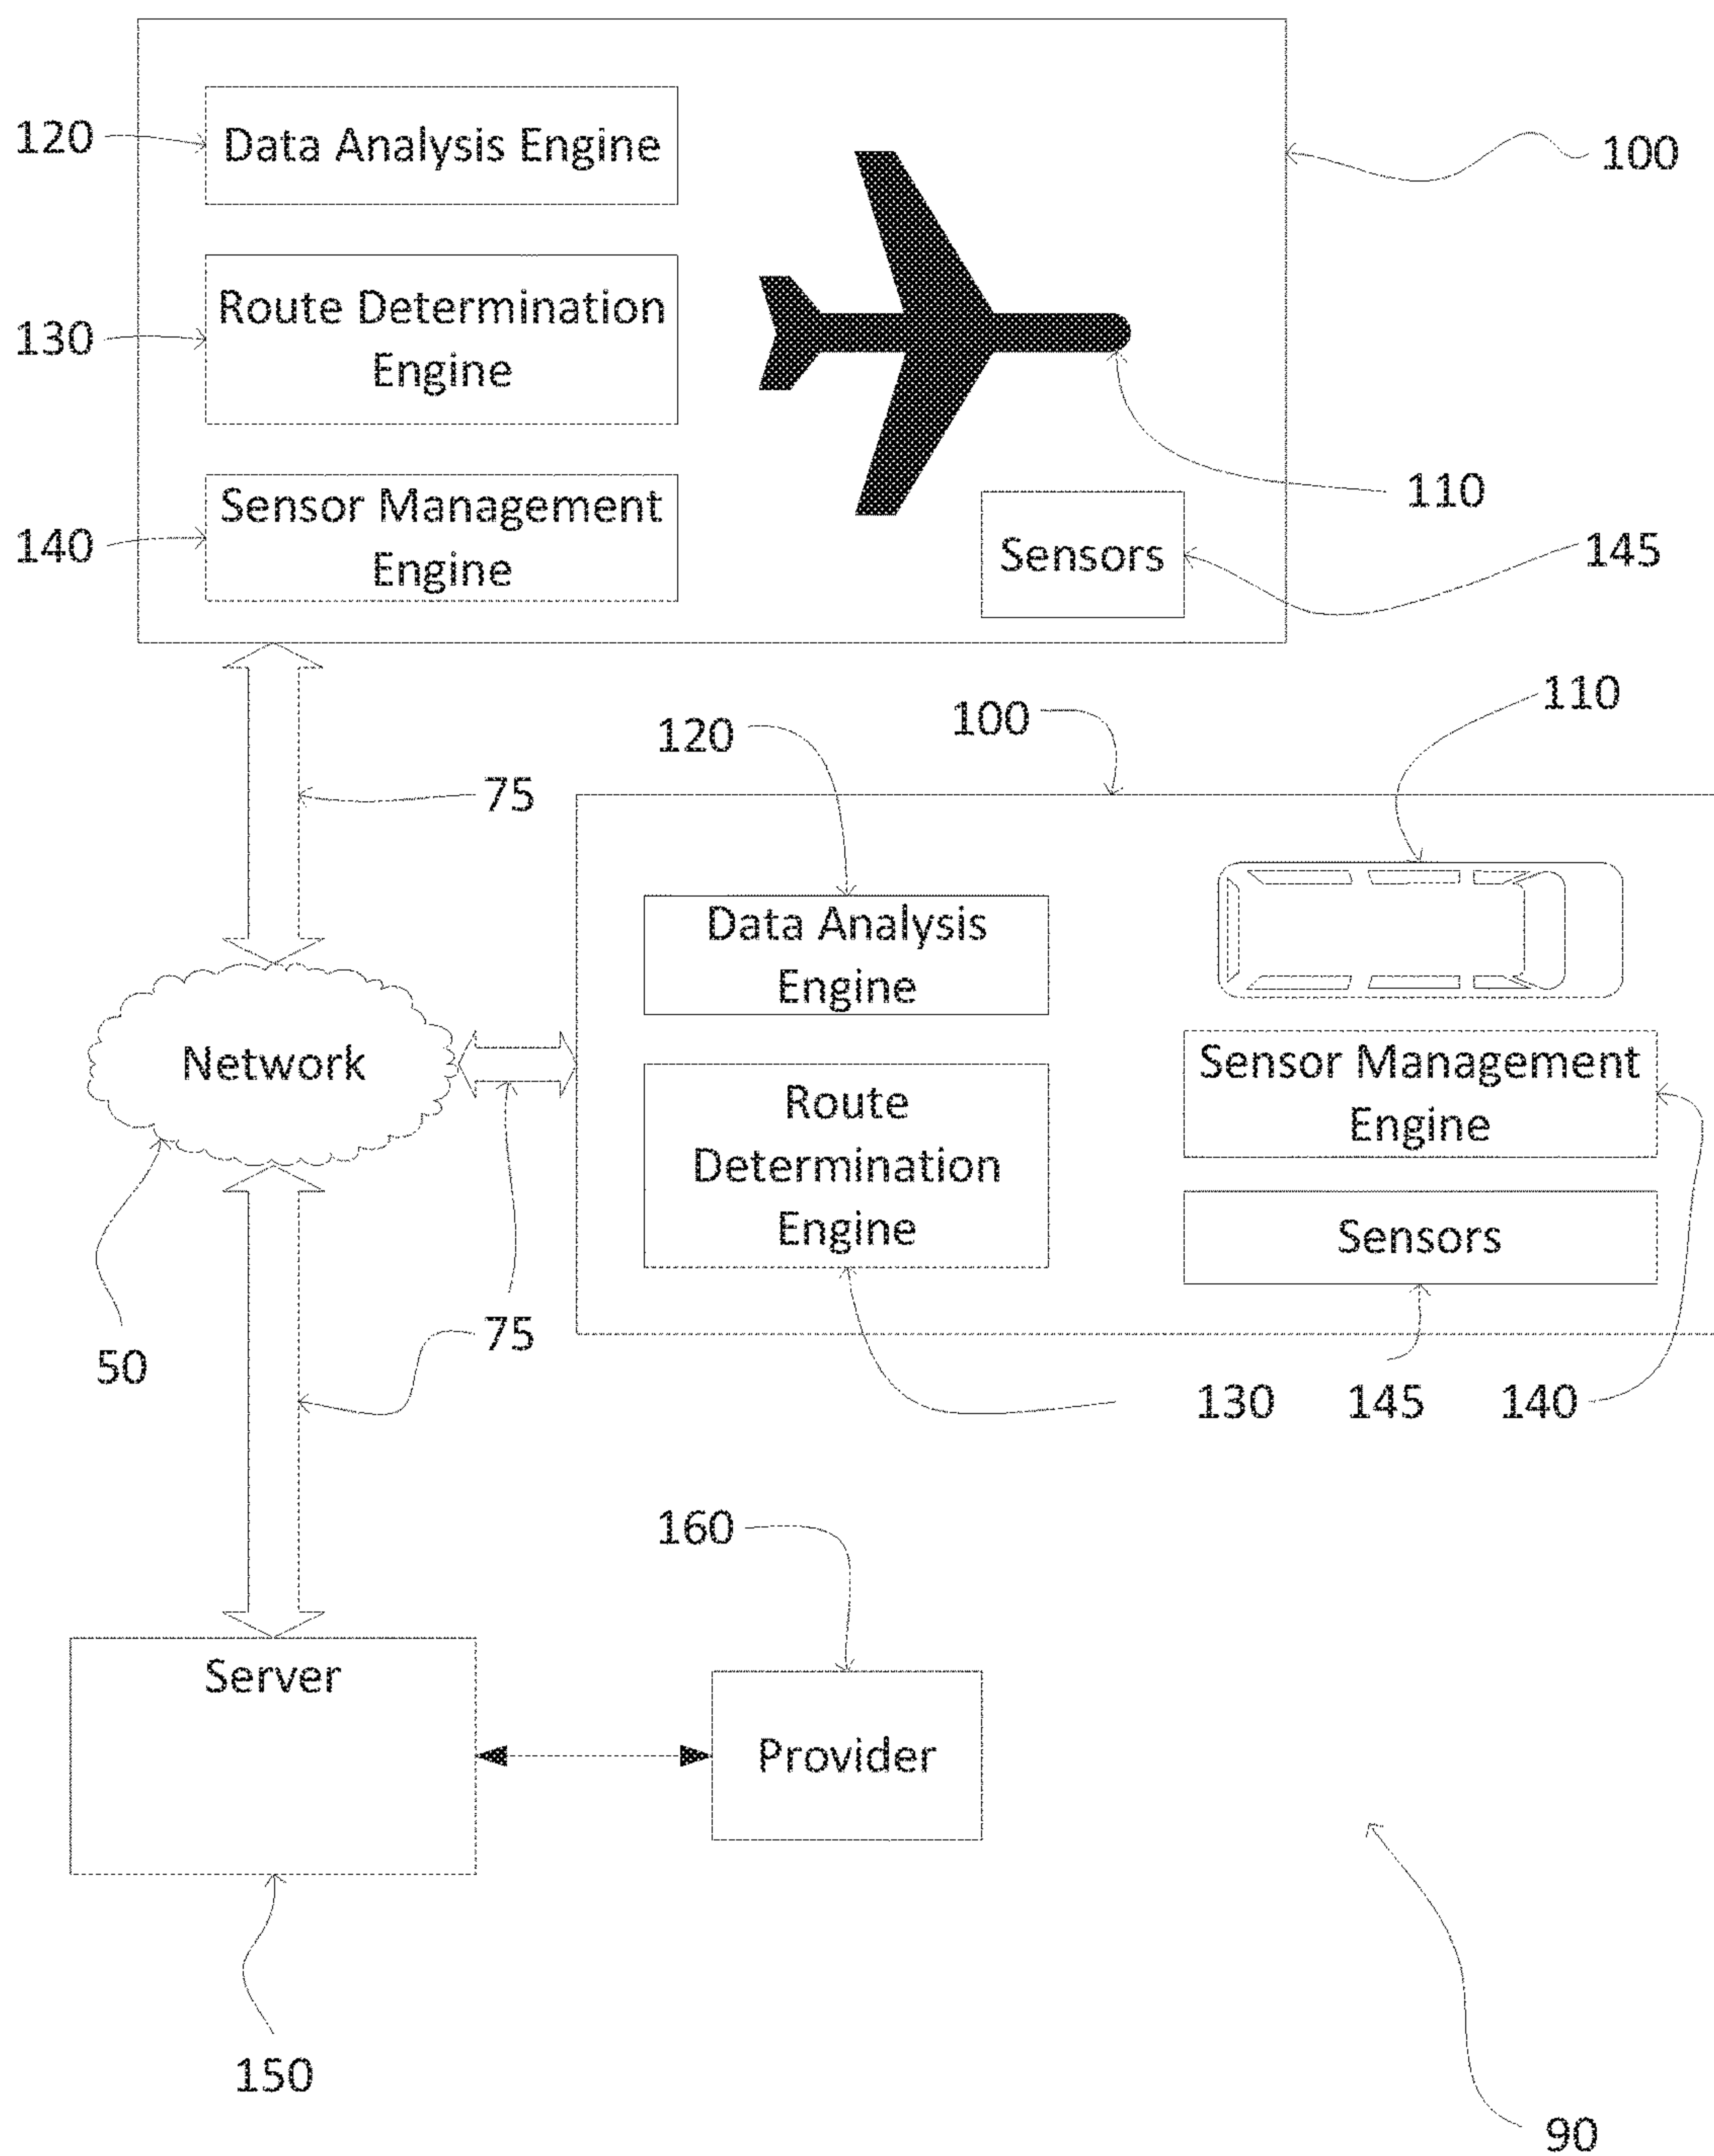 120
Data Analysis Engine
100
130
Route Determination
Engine
140
Sensor Management
Engine
110
Sensors
145
75
120
100
110
Data Analysis
Engine
Network
Sensor Management
Engine
Route
Determination
Engine
Sensors
50
75
130
145
140
160
Server
Provider
150
90